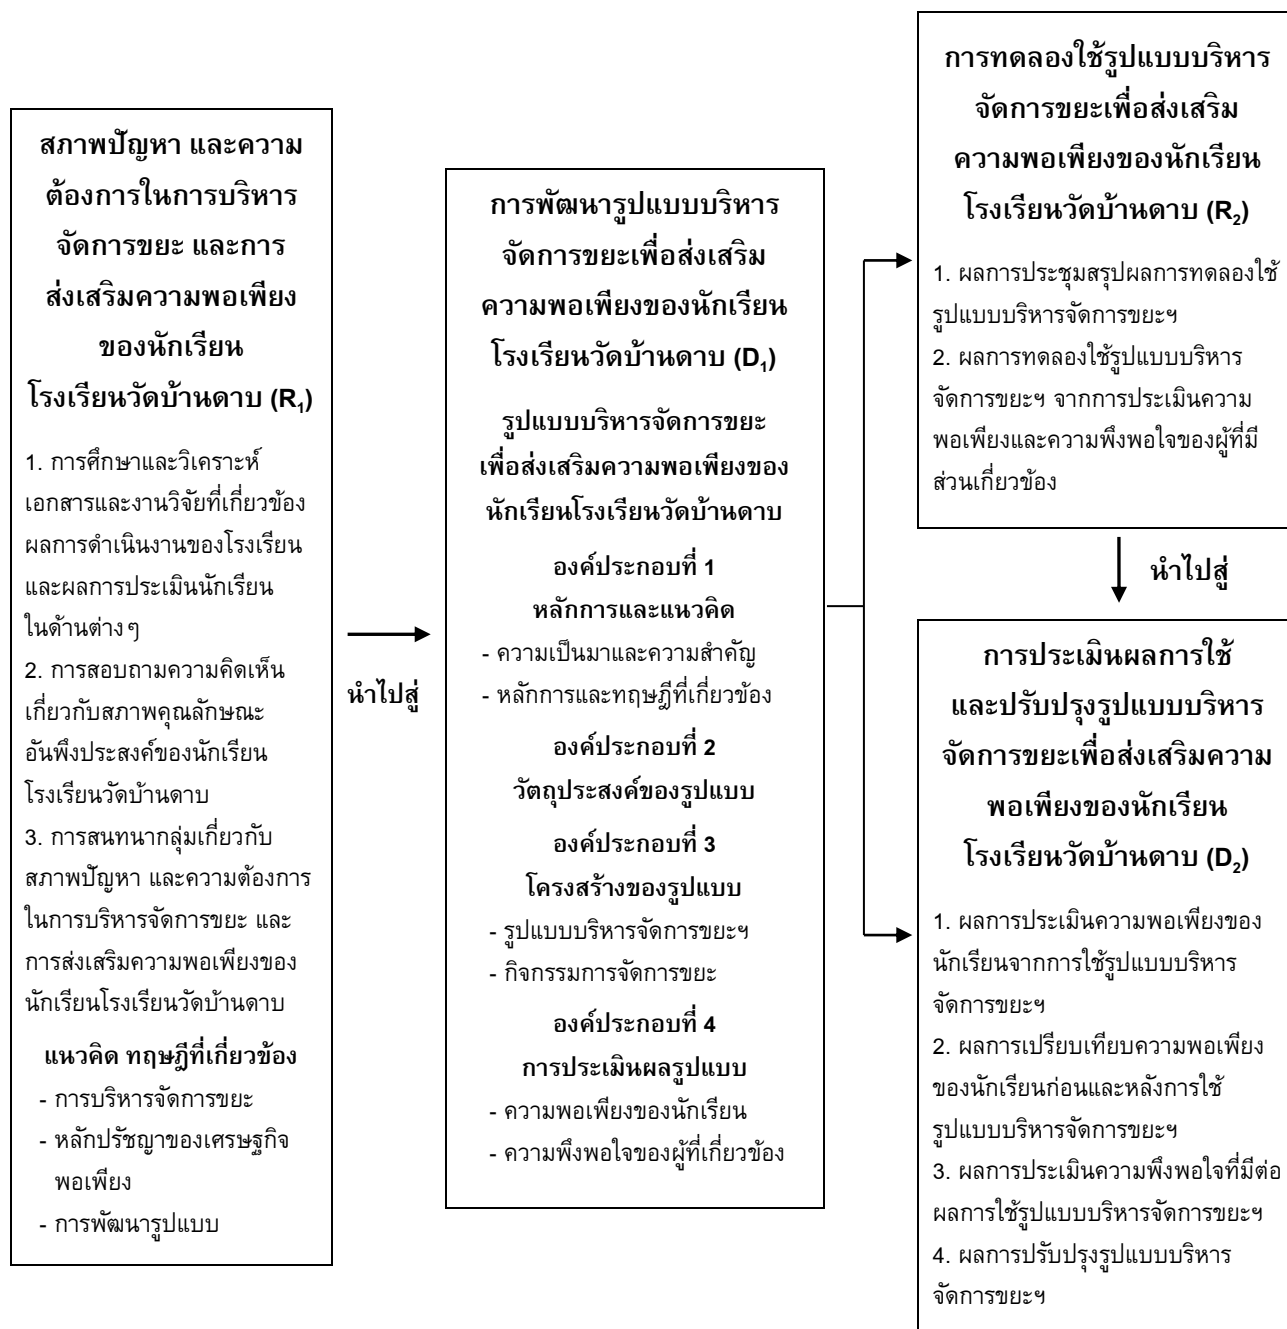 สภาพปัญหา และความ
ต้องการในการบริหาร
จัดการขยะ และการ
ส่งเสริมความพอเพียง
ของนักเรียน
โรงเรียนวัดบ้านดาบ (R₁)
1. การศึกษาและวิเคราะห์
เอกสารและงานวิจัยที่เกี่ยวข้อง
ผลการดำเนินงานของโรงเรียน
และผลการประเมินนักเรียน
ในด้านต่างๆ
2. การสอบถามความคิดเห็น
เกี่ยวกับสภาพคุณลักษณะ
อันพึงประสงค์ของนักเรียน
โรงเรียนวัดบ้านดาบ
3. การสนทนากลุ่มเกี่ยวกับ
สภาพปัญหา และความต้องการ
ในการบริหารจัดการขยะ และ
การส่งเสริมความพอเพียงของ
นักเรียนโรงเรียนวัดบ้านดาบ
แนวคิด ทฤษฎีที่เกี่ยวข้อง
- การบริหารจัดการขยะ
- หลักปรัชญาของเศรษฐกิจ
พอเพียง
- การพัฒนารูปแบบ
นำไปสู่
การพัฒนารูปแบบบริหาร
จัดการขยะเพื่อส่งเสริม
ความพอเพียงของนักเรียน
โรงเรียนวัดบ้านดาบ (D₁)
รูปแบบบริหารจัดการขยะ
เพื่อส่งเสริมความพอเพียงของ
นักเรียนโรงเรียนวัดบ้านดาบ
องค์ประกอบที่ 1
หลักการและแนวคิด
- ความเป็นมาและความสำคัญ
- หลักการและทฤษฎีที่เกี่ยวข้อง
องค์ประกอบที่ 2
วัตถุประสงค์ของรูปแบบ
องค์ประกอบที่ 3
โครงสร้างของรูปแบบ
- รูปแบบบริหารจัดการขยะฯ
- กิจกรรมการจัดการขยะ
องค์ประกอบที่ 4
การประเมินผลรูปแบบ
- ความพอเพียงของนักเรียน
- ความพึงพอใจของผู้ที่เกี่ยวข้อง
การทดลองใช้รูปแบบบริหาร
จัดการขยะเพื่อส่งเสริม
ความพอเพียงของนักเรียน
โรงเรียนวัดบ้านดาบ (R₂)
1. ผลการประชุมสรุปผลการทดลองใช้
รูปแบบบริหารจัดการขยะฯ
2. ผลการทดลองใช้รูปแบบบริหาร
จัดการขยะฯ จากการประเมินความ
พอเพียงและความพึงพอใจของผู้ที่มี
ส่วนเกี่ยวข้อง
นำไปสู่
การประเมินผลการใช้
และปรับปรุงรูปแบบบริหาร
จัดการขยะเพื่อส่งเสริมความ
พอเพียงของนักเรียน
โรงเรียนวัดบ้านดาบ (D₂)
1. ผลการประเมินความพอเพียงของ
นักเรียนจากการใช้รูปแบบบริหาร
จัดการขยะฯ
2. ผลการเปรียบเทียบความพอเพียง
ของนักเรียนก่อนและหลังการใช้
รูปแบบบริหารจัดการขยะฯ
3. ผลการประเมินความพึงพอใจที่มีต่อ
ผลการใช้รูปแบบบริหารจัดการขยะฯ
4. ผลการปรับปรุงรูปแบบบริหาร
จัดการขยะฯ